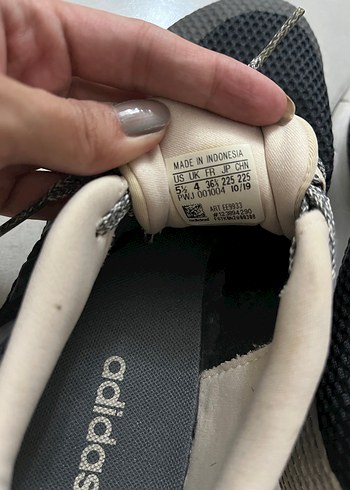 MADE IN INDONESIA
US UK FR JP CHN
5½ 4 36⅔ 225 225
PWJ 001004 10/19
ART EE9933
adidas